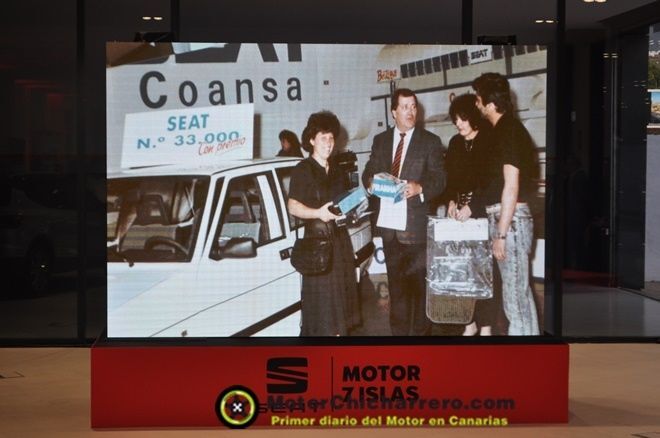 SEAT
Coansa
SEAT
N.º 33.000
Con premio
PIRANHA
MOTOR
7 ISLAS
SEAT
MotorChicharrero.com
Primer diario del Motor en Canarias